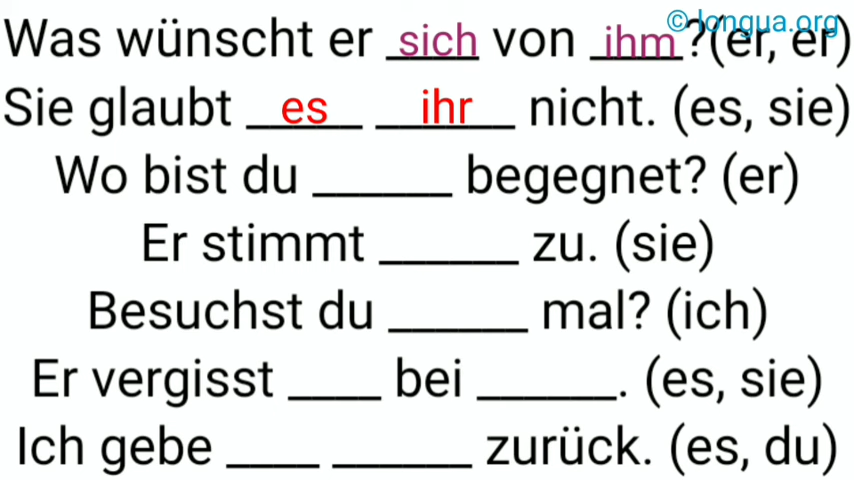 © longua.org
Was wünscht er sich von ihm?(er, er)
Sie glaubt es ihr nicht. (es, sie)
Wo bist du ______ begegnet? (er)
Er stimmt ______ zu. (sie)
Besuchst du ______ mal? (ich)
Er vergisst ____ bei ______. (es, sie)
Ich gebe ____ ______ zurück. (es, du)